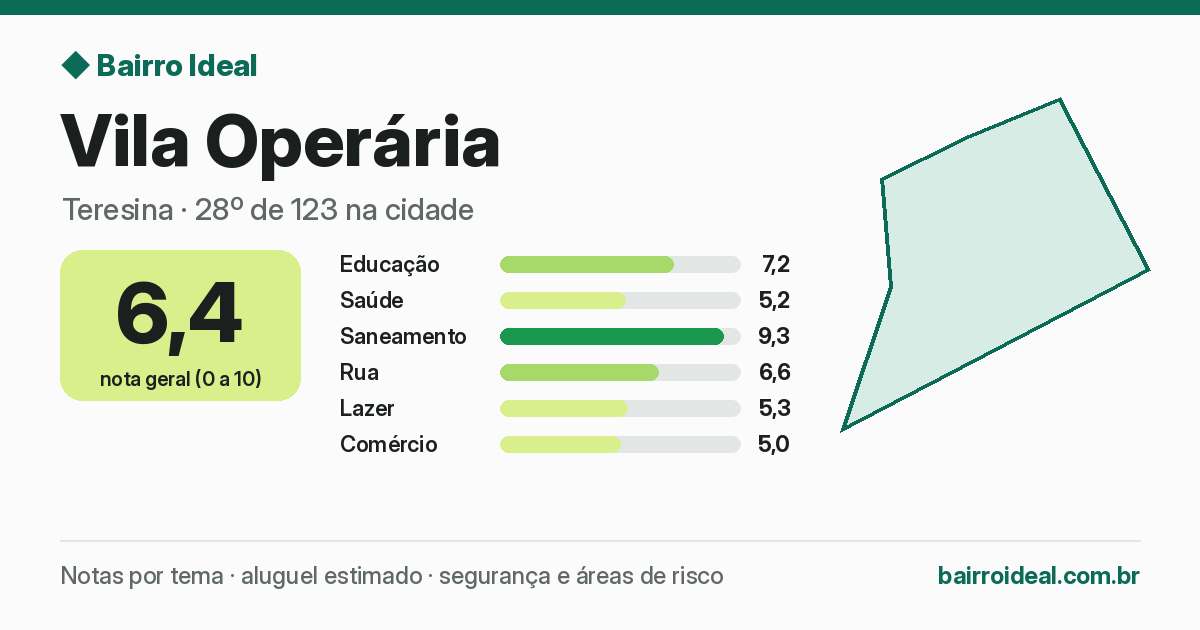 Bairro Ideal
Vila Operária
Teresina · 28º de 123 na cidade
6,4
nota geral (0 a 10)
Educação 7,2
Saúde 5,2
Saneamento 9,3
Rua 6,6
Lazer 5,3
Comércio 5,0
Notas por tema · aluguel estimado · segurança e áreas de risco
bairroideal.com.br